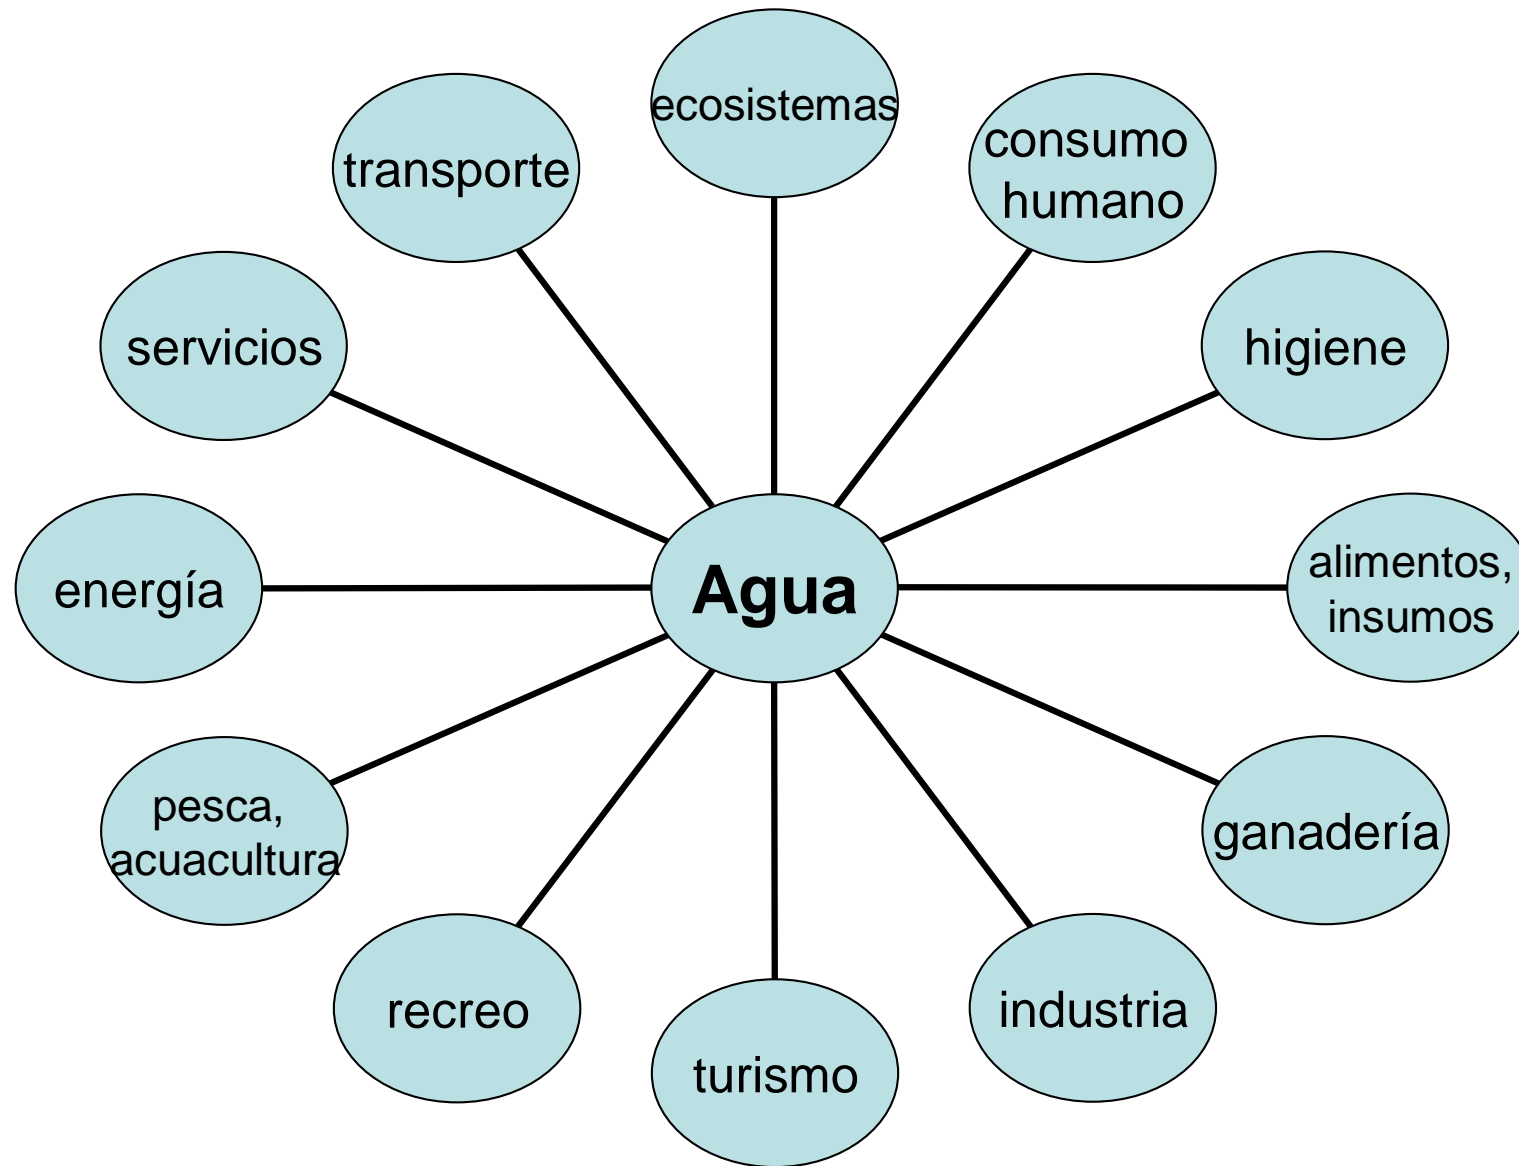 ecosistemas
consumo
humano
transporte
servicios
higiene
alimentos,
insumos
energía
Agua
pesca,
acuacultura
ganadería
recreo
industria
turismo